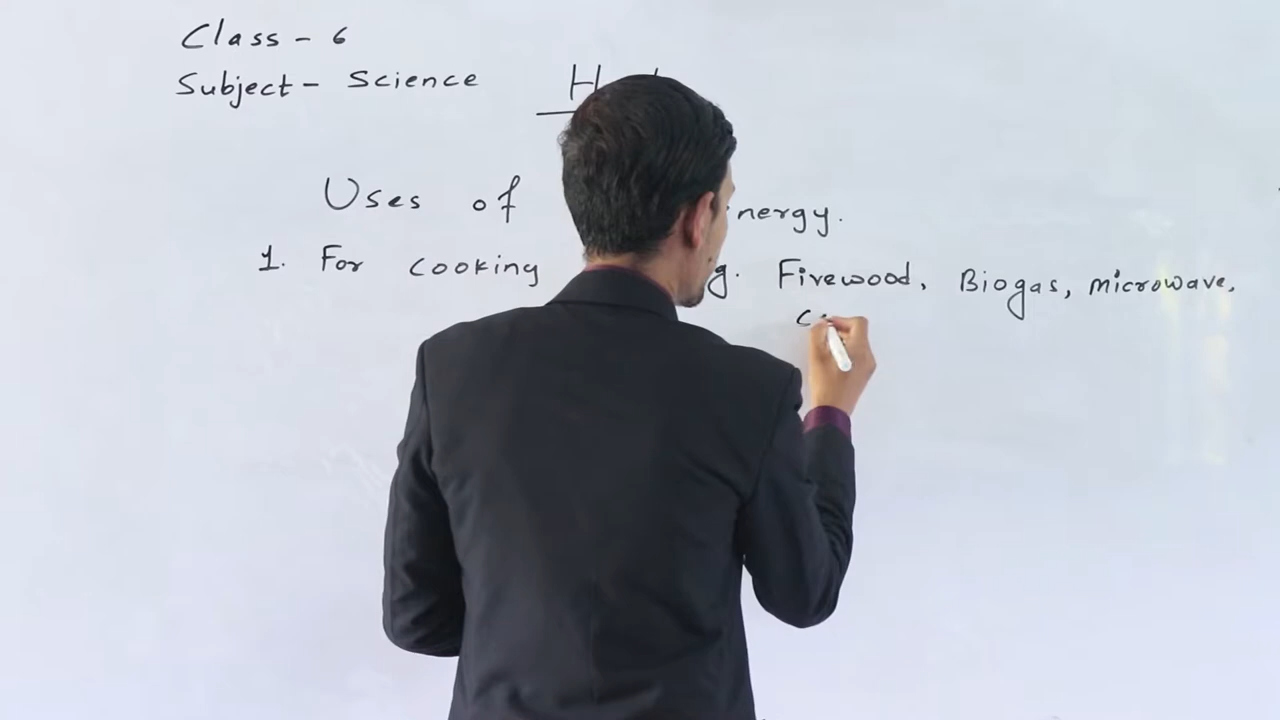 Class - 6
Subject - Science
Uses of nergy.
1. For cooking g. Firewood, Biogas, microwave,